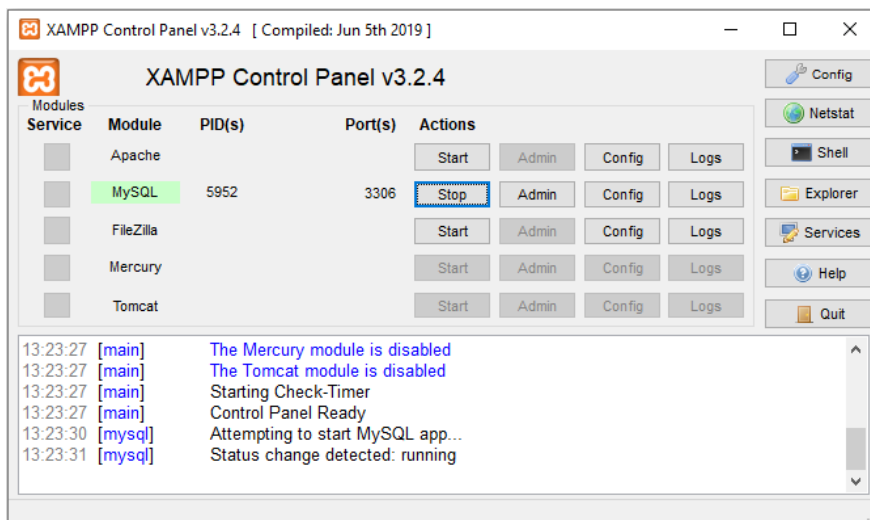 XAMPP Control Panel v3.2.4 [ Compiled: Jun 5th 2019 ]
XAMPP Control Panel v3.2.4
Config
Modules
Service Module PID(s) Port(s) Actions
Netstat
Apache Start Admin Config Logs
Shell
MySQL 5952 3306 Stop Admin Config Logs
Explorer
FileZilla Start Admin Config Logs
Services
Mercury Start Admin Config Logs
Help
Tomcat Start Admin Config Logs
Quit
13:23:27 [main] The Mercury module is disabled
13:23:27 [main] The Tomcat module is disabled
13:23:27 [main] Starting Check-Timer
13:23:27 [main] Control Panel Ready
13:23:30 [mysql] Attempting to start MySQL app...
13:23:31 [mysql] Status change detected: running